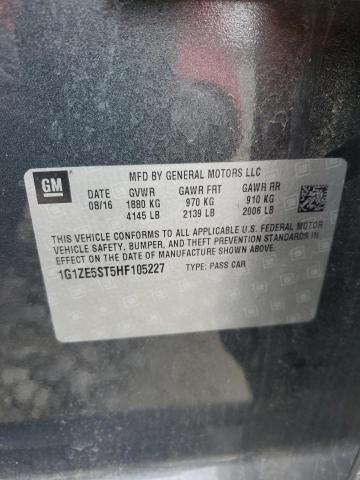 GM
MFD BY GENERAL MOTORS LLC
DATE GVWR GAWR FRT GAWR RR
08/16 1880 KG 970 KG 910 KG
4145 LB 2139 LB 2006 LB
THIS VEHICLE CONFORMS TO ALL APPLICABLE U.S. FEDERAL MOTOR
VEHICLE SAFETY, BUMPER, AND THEFT PREVENTION STANDARDS IN
EFFECT ON THE DATE OF MANUFACTURE SHOWN ABOVE.
1G1ZE5ST5HF105227 TYPE: PASS CAR